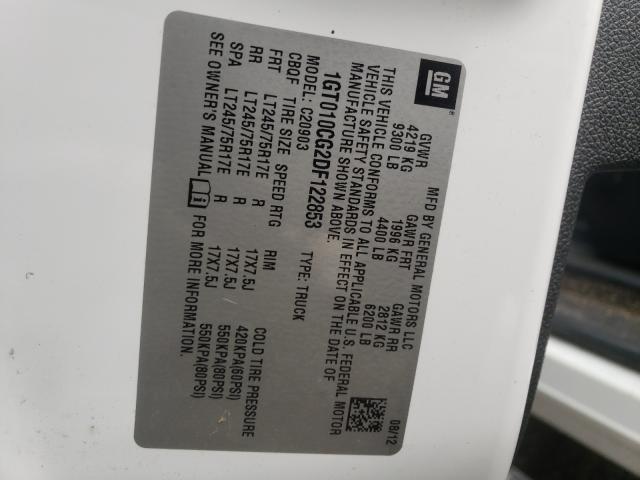 GM ®
MFD BY GENERAL MOTORS LLC 08/12
GVWR GAWR FRT GAWR RR
4219 KG 1996 KG 2812 KG
9300 LB 4400 LB 6200 LB
THIS VEHICLE CONFORMS TO ALL APPLICABLE U.S. FEDERAL MOTOR
VEHICLE SAFETY STANDARDS IN EFFECT ON THE DATE OF
MANUFACTURE SHOWN ABOVE.
1GT010CG2DF122853 TYPE: TRUCK
MODEL: C20903
CBQF TIRE SIZE SPEED RTG RIM COLD TIRE PRESSURE
FRT LT245/75R17E R 17X7.5J 420KPA(60PSI)
RR LT245/75R17E R 17X7.5J 550KPA(80PSI)
SPA LT245/75R17E R 17X7.5J 550KPA(80PSI)
SEE OWNER'S MANUAL FOR MORE INFORMATION.